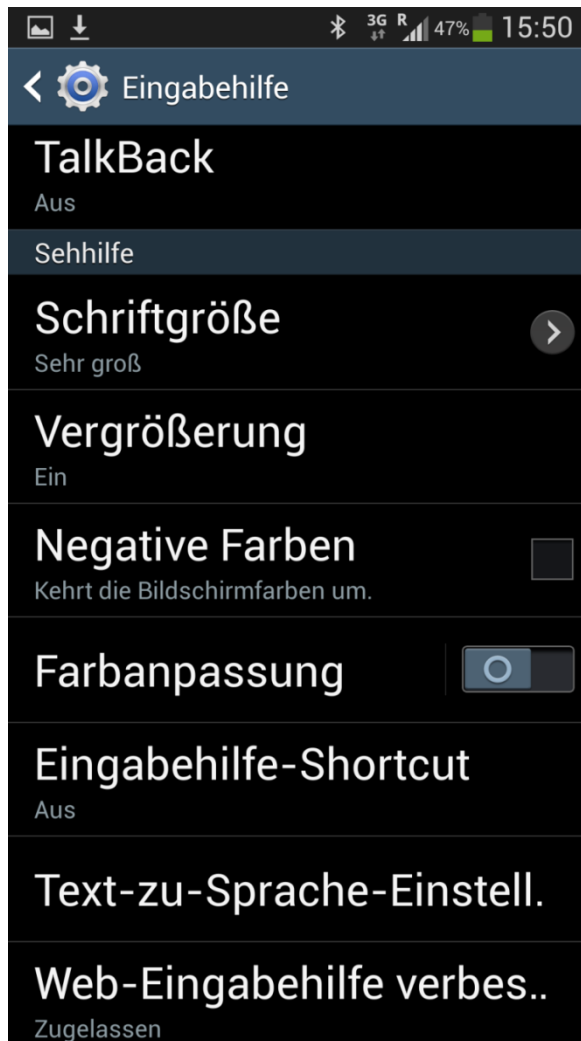 3G R 47% 15:50
Eingabehilfe
TalkBack
Aus
Sehhilfe
Schriftgröße
Sehr groß
Vergrößerung
Ein
Negative Farben
Kehrt die Bildschirmfarben um.
Farbanpassung
Eingabehilfe-Shortcut
Aus
Text-zu-Sprache-Einstell.
Web-Eingabehilfe verbes..
Zugelassen